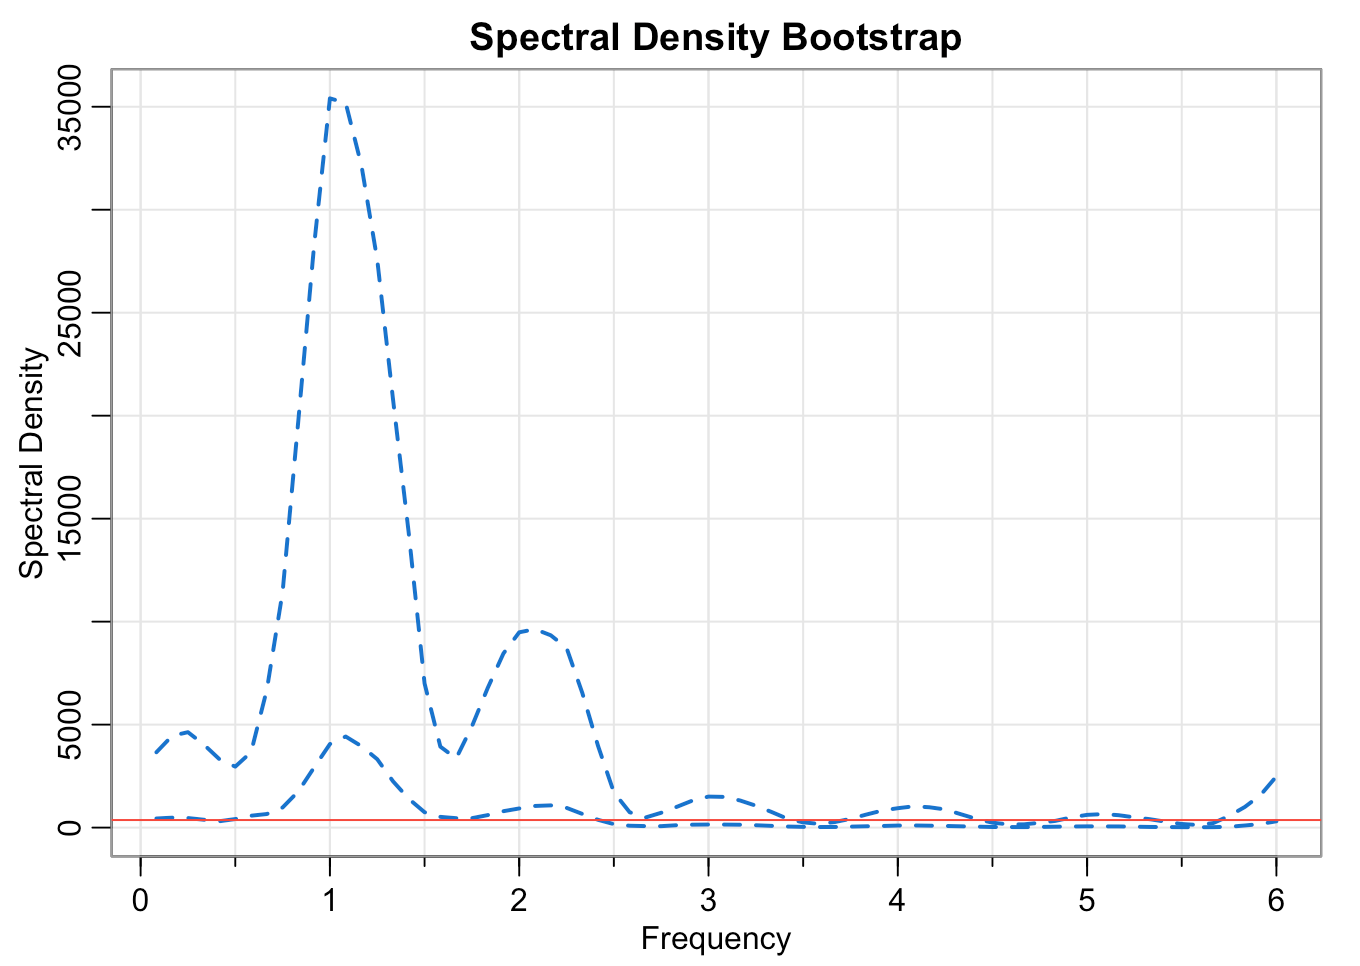 Spectral Density Bootstrap
Spectral Density
35000
25000
15000
5000
0
0 1 2 3 4 5 6
Frequency